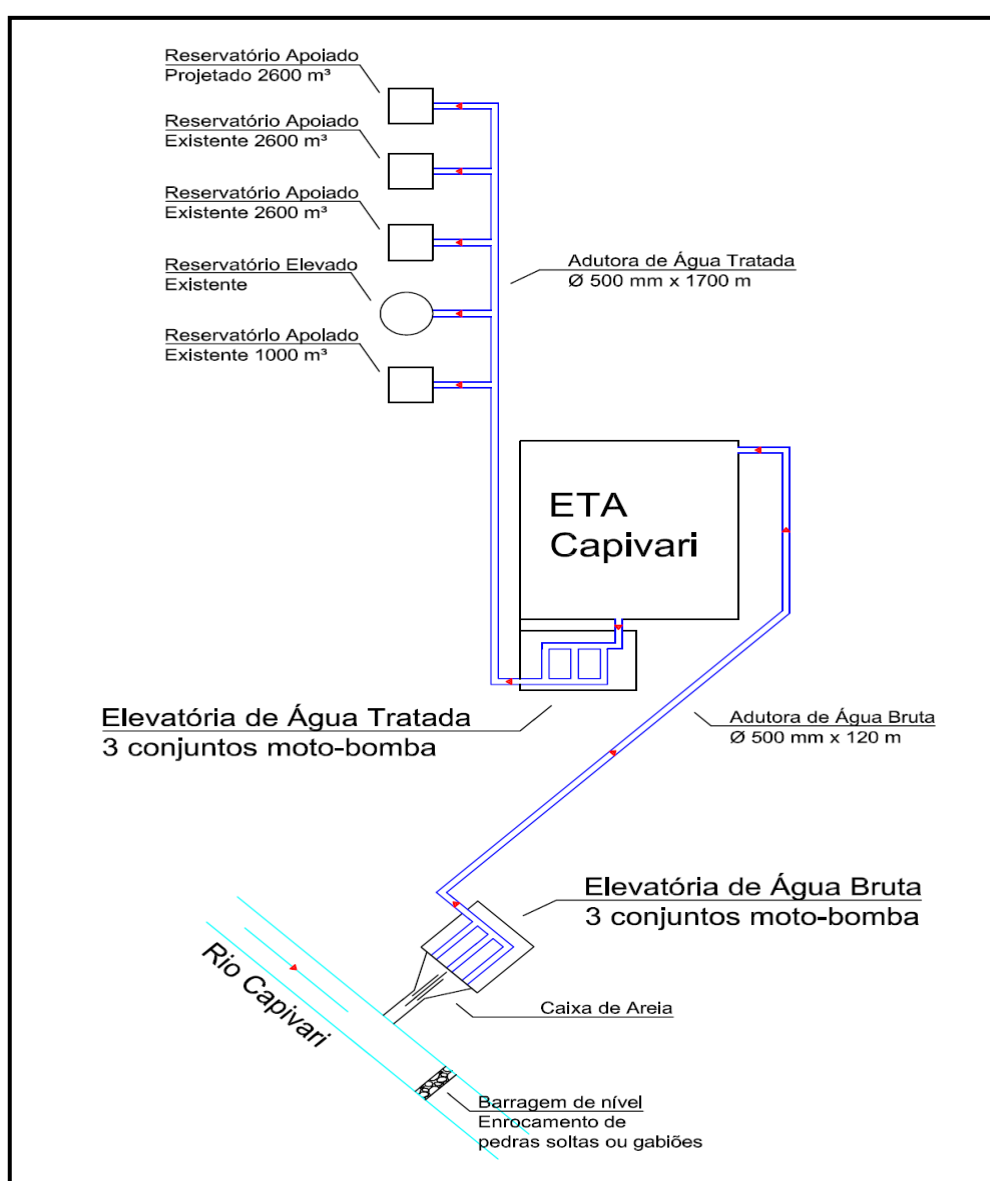 Reservatório Apoiado
Projetado 2600 m³
Reservatório Apoiado
Existente 2600 m³
Reservatório Apoiado
Existente 2600 m³
Reservatório Elevado
Existente
Reservatório Apoiado
Existente 1000 m³
Adutora de Água Tratada
Ø 500 mm x 1700 m
ETA
Capivari
Elevatória de Água Tratada
3 conjuntos moto-bomba
Adutora de Água Bruta
Ø 500 mm x 120 m
Elevatória de Água Bruta
3 conjuntos moto-bomba
Rio Capivari
Caixa de Areia
Barragem de nível
Enrocamento de
pedras soltas ou gabiões